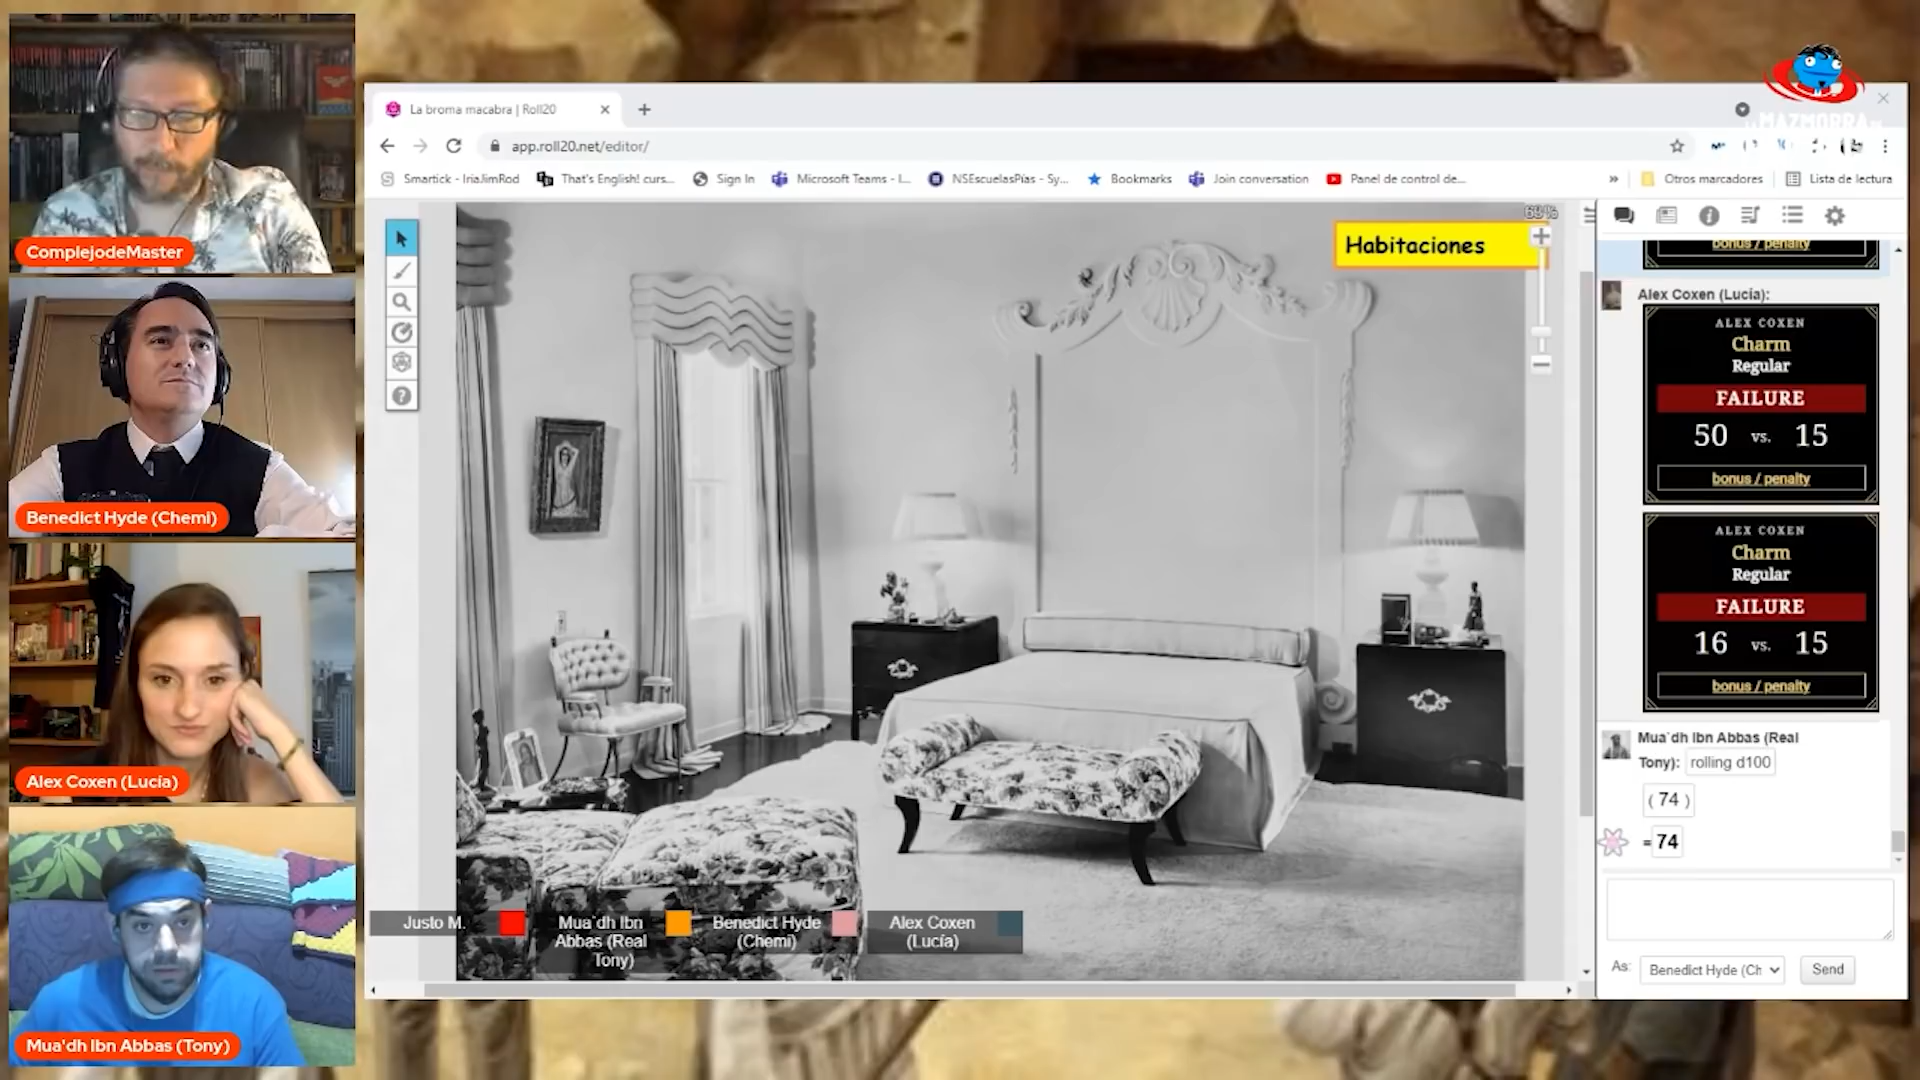 ComplejodeMaster
Benedict Hyde (Chemi)
Alex Coxen (Lucía)
Mua'dh Ibn Abbas (Tony)
La broma macabra | Roll20
app.roll20.net/editor/
Smartick - IriaJimRod
That's English! curs...
Sign In
Microsoft Teams - I...
NSEscuelasPías - Sy...
Bookmarks
Join conversation
Panel de control de...
»
Otros marcadores
Lista de lectura
MAZMORRA
Habitaciones
Justo M.
Mua`dh Ibn
Abbas (Real
Tony)
Benedict Hyde
(Chemi)
Alex Coxen
(Lucía)
bonus / penalty
Alex Coxen (Lucía):
ALEX COXEN
Charm
Regular
FAILURE
50 vs. 15
bonus / penalty
ALEX COXEN
Charm
Regular
FAILURE
16 vs. 15
bonus / penalty
Mua`dh Ibn Abbas (Real
Tony): rolling d100
( 74 )
= 74
As: Benedict Hyde (Ch
Send